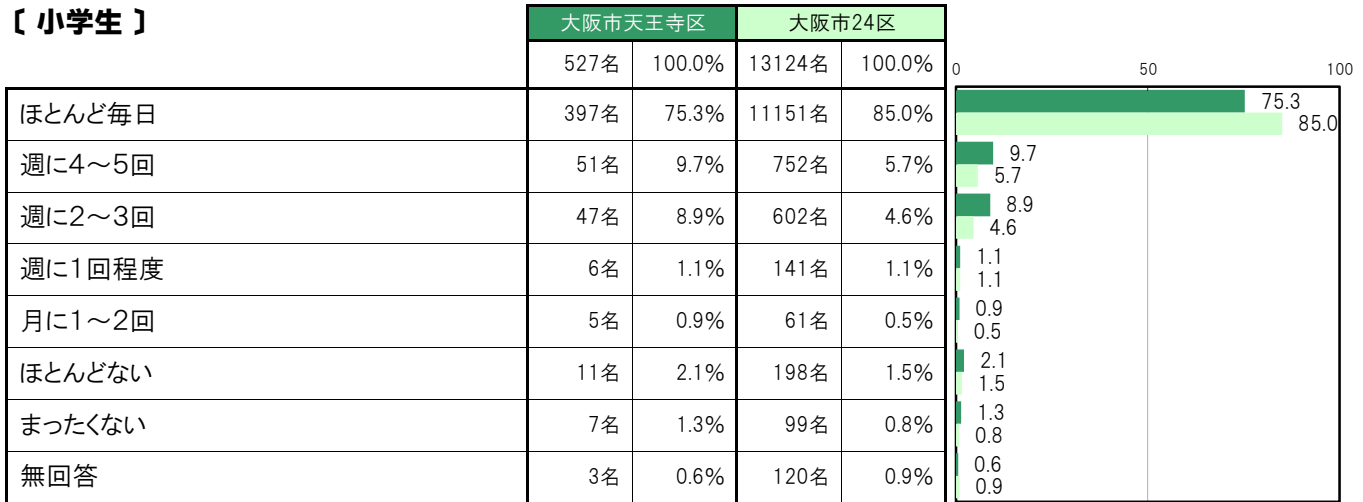 〔 小学生 〕
大阪市天王寺区 大阪市24区
527名 100.0% 13124名 100.0%
0 50 100
ほとんど毎日 397名 75.3% 11151名 85.0% 75.3
85.0
週に4～5回 51名 9.7% 752名 5.7% 9.7
5.7
週に2～3回 47名 8.9% 602名 4.6% 8.9
4.6
週に1回程度 6名 1.1% 141名 1.1% 1.1
1.1
月に1～2回 5名 0.9% 61名 0.5% 0.9
0.5
ほとんどない 11名 2.1% 198名 1.5% 2.1
1.5
まったくない 7名 1.3% 99名 0.8% 1.3
0.8
無回答 3名 0.6% 120名 0.9% 0.6
0.9